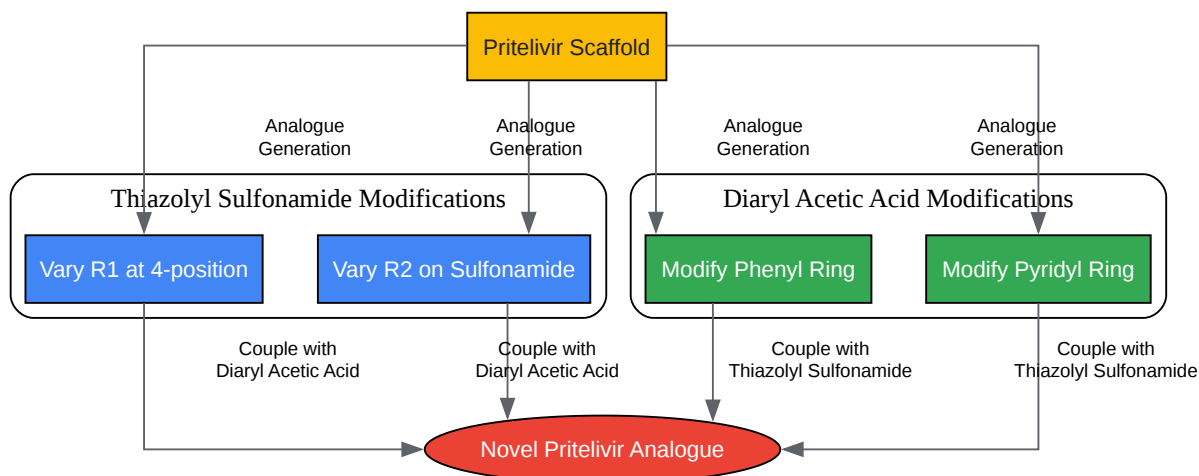 Pritelivir Scaffold
Analogue
Generation
Analogue
Generation
Analogue
Generation
Analogue
Generation
Thiazolyl Sulfonamide Modifications
Diaryl Acetic Acid Modifications
Vary R1 at 4-position
Vary R2 on Sulfonamide
Modify Phenyl Ring
Modify Pyridyl Ring
Couple with
Diaryl Acetic Acid
Couple with
Diaryl Acetic Acid
Couple with
Thiazolyl Sulfonamide
Couple with
Thiazolyl Sulfonamide
Novel Pritelivir Analogue